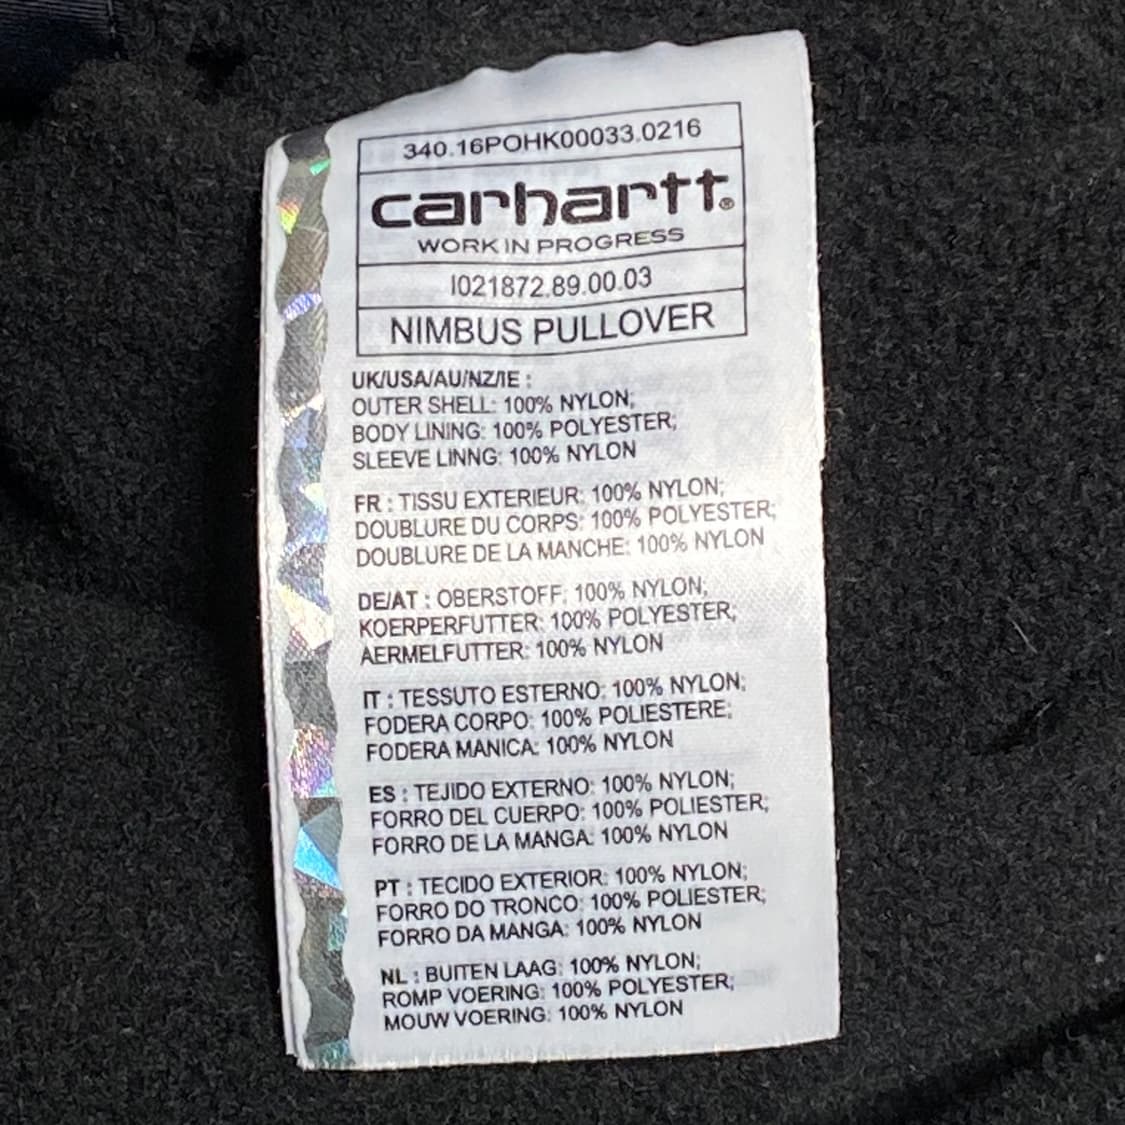 340.16POHK00033.0216
carhartt®
WORK IN PROGRESS
I021872.89.00.03
NIMBUS PULLOVER
UK/USA/AU/NZ/IE :
OUTER SHELL: 100% NYLON;
BODY LINING: 100% POLYESTER;
SLEEVE LINNG: 100% NYLON
FR : TISSU EXTERIEUR: 100% NYLON;
DOUBLURE DU CORPS: 100% POLYESTER;
DOUBLURE DE LA MANCHE: 100% NYLON
DE/AT : OBERSTOFF: 100% NYLON;
KOERPERFUTTER: 100% POLYESTER;
AERMELFUTTER: 100% NYLON
IT : TESSUTO ESTERNO: 100% NYLON;
FODERA CORPO: 100% POLIESTERE;
FODERA MANICA: 100% NYLON
ES : TEJIDO EXTERNO: 100% NYLON;
FORRO DEL CUERPO: 100% POLIESTER;
FORRO DE LA MANGA: 100% NYLON
PT : TECIDO EXTERIOR: 100% NYLON;
FORRO DO TRONCO: 100% POLIESTER;
FORRO DA MANGA: 100% NYLON
NL : BUITEN LAAG: 100% NYLON;
ROMP VOERING: 100% POLYESTER;
MOUW VOERING: 100% NYLON